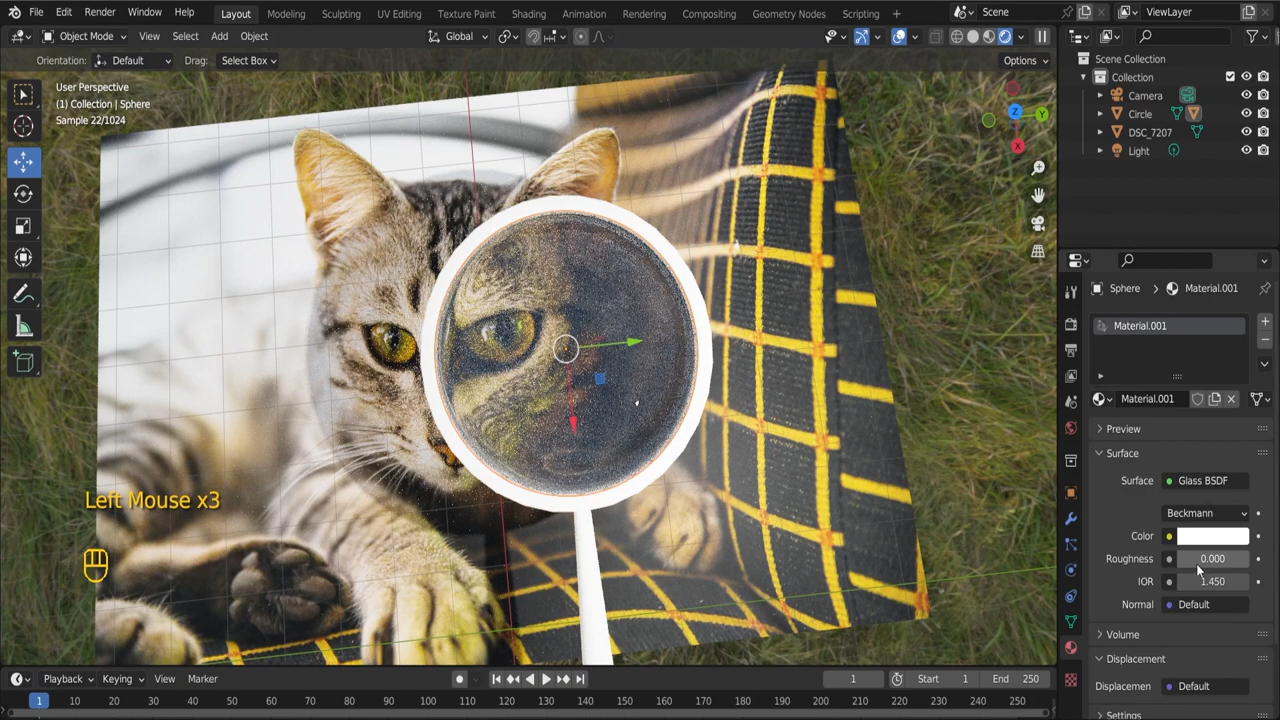 File Edit Render Window Help Layout Modeling Sculpting UV Editing Texture Paint Shading Animation Rendering Compositing Geometry Nodes Scripting + Scene ViewLayer
Object Mode View Select Add Object Global Options
Orientation: Default Drag: Select Box
User Perspective
(1) Collection | Sphere
Sample 22/1024
Z
Y
X
Left Mouse x3
Scene Collection
Collection
Camera
Circle
DSC_7207
Light
Sphere Material.001
Material.001
Material.001
Preview
Surface
Surface Glass BSDF
Beckmann
Color
Roughness 0.000
IOR 1.450
Normal Default
Volume
Displacement
Displacemen Default
Settings
Playback Keying View Marker 1 Start 1 End 250
1 10 20 30 40 50 60 70 80 90 100 110 120 130 140 150 160 170 180 190 200 210 220 230 240 250